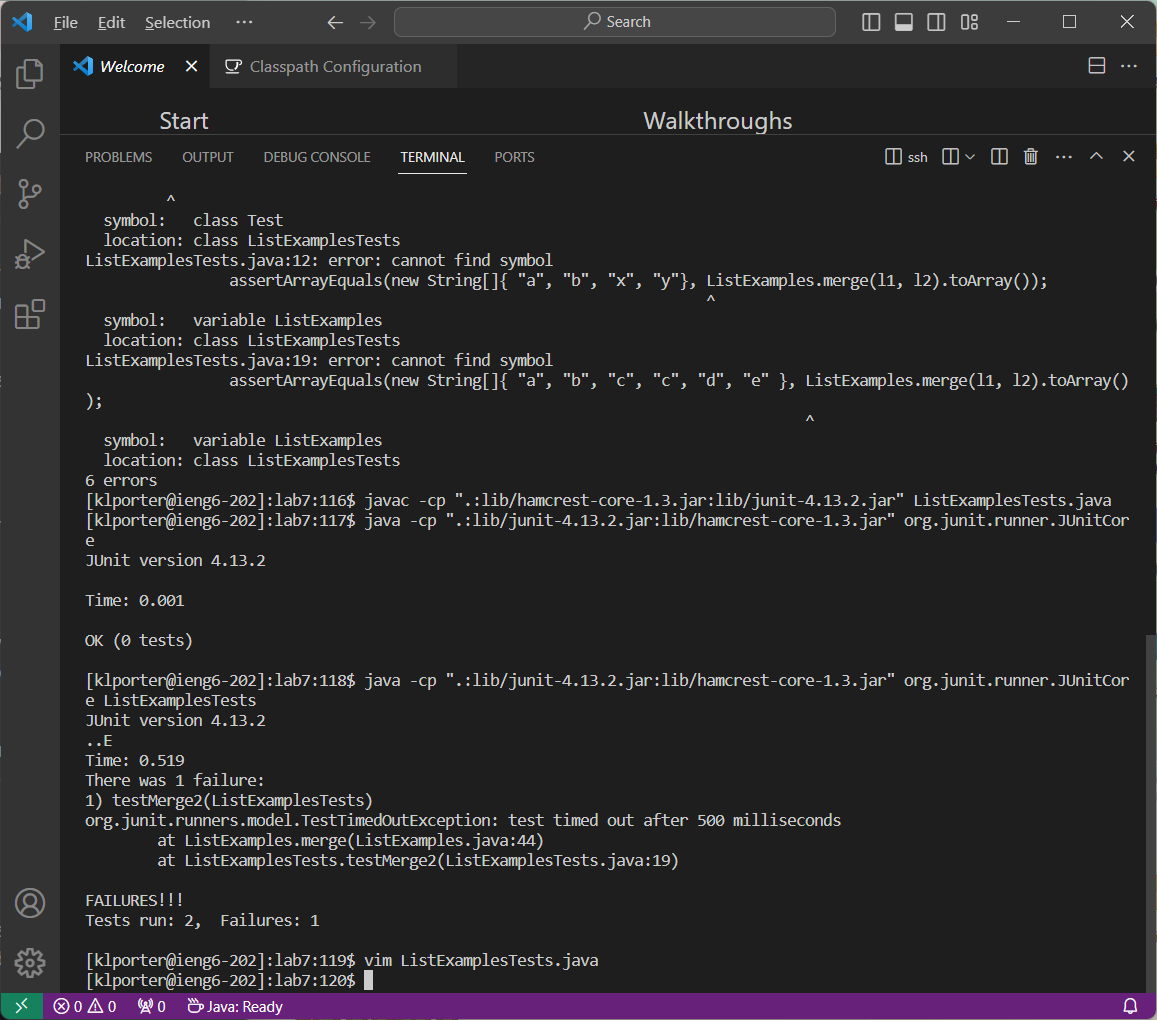 File Edit Selection ··· Search
Welcome Classpath Configuration
Start Walkthroughs
PROBLEMS OUTPUT DEBUG CONSOLE TERMINAL PORTS ssh
^
symbol:   class Test
location: class ListExamplesTests
ListExamplesTests.java:12: error: cannot find symbol
assertArrayEquals(new String[]{ "a", "b", "x", "y"}, ListExamples.merge(l1, l2).toArray());
^
symbol:   variable ListExamples
location: class ListExamplesTests
ListExamplesTests.java:19: error: cannot find symbol
assertArrayEquals(new String[]{ "a", "b", "c", "c", "d", "e" }, ListExamples.merge(l1, l2).toArray()
);
^
symbol:   variable ListExamples
location: class ListExamplesTests
6 errors
[klporter@ieng6-202]:lab7:116$ javac -cp ".:lib/hamcrest-core-1.3.jar:lib/junit-4.13.2.jar" ListExamplesTests.java
[klporter@ieng6-202]:lab7:117$ java -cp ".:lib/junit-4.13.2.jar:lib/hamcrest-core-1.3.jar" org.junit.runner.JUnitCor
e
JUnit version 4.13.2
Time: 0.001
OK (0 tests)
[klporter@ieng6-202]:lab7:118$ java -cp ".:lib/junit-4.13.2.jar:lib/hamcrest-core-1.3.jar" org.junit.runner.JUnitCor
e ListExamplesTests
JUnit version 4.13.2
..E
Time: 0.519
There was 1 failure:
1) testMerge2(ListExamplesTests)
org.junit.runners.model.TestTimedOutException: test timed out after 500 milliseconds
at ListExamples.merge(ListExamples.java:44)
at ListExamplesTests.testMerge2(ListExamplesTests.java:19)
FAILURES!!!
Tests run: 2,  Failures: 1
[klporter@ieng6-202]:lab7:119$ vim ListExamplesTests.java
[klporter@ieng6-202]:lab7:120$
0 0 0 Java: Ready